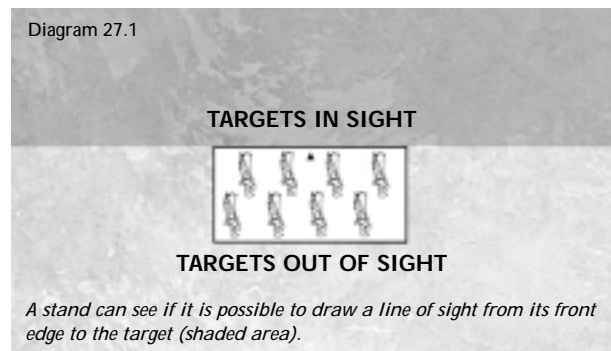 Diagram 27.1
TARGETS IN SIGHT
TARGETS OUT OF SIGHT
A stand can see if it is possible to draw a line of sight from its front
edge to the target (shaded area).